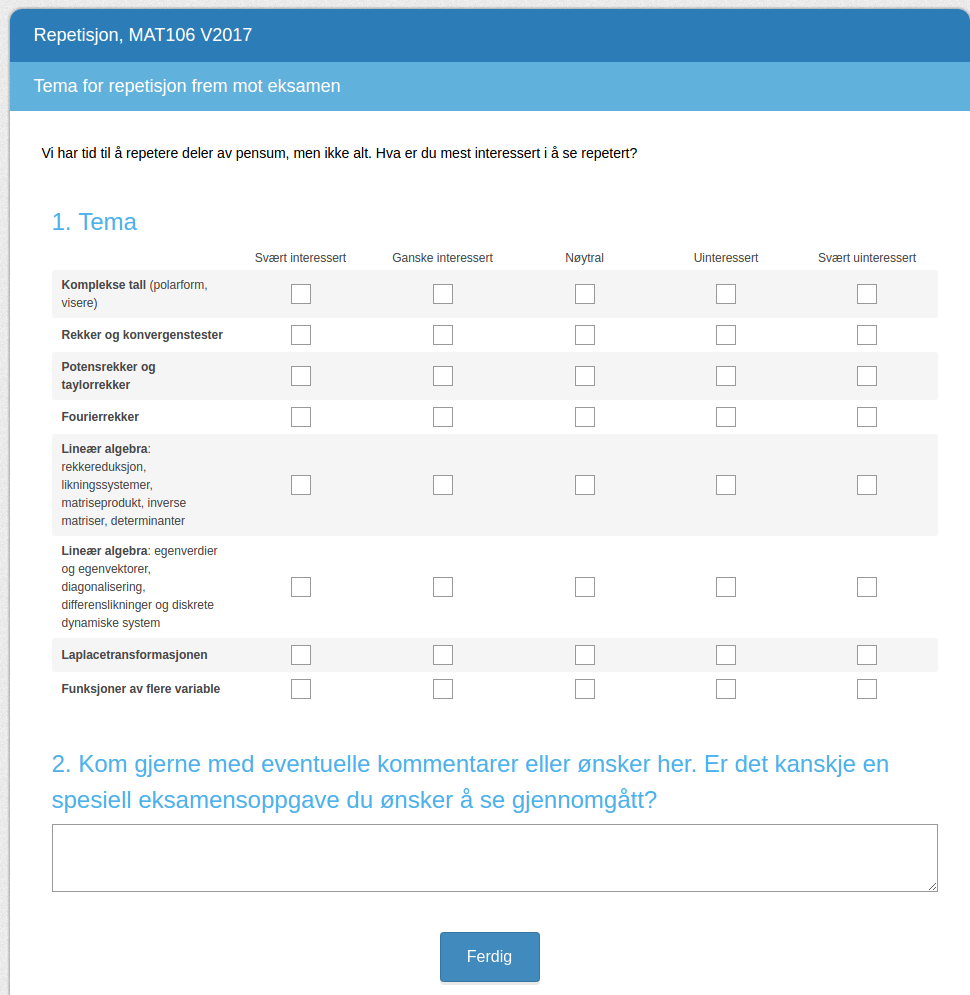 Repetisjon, MAT106 V2017
Tema for repetisjon frem mot eksamen
Vi har tid til å repetere deler av pensum, men ikke alt. Hva er du mest interessert i å se repetert?
1. Tema
Svært interessert Ganske interessert Nøytral Uinteressert Svært uinteressert
Komplekse tall (polarform,
visere)
Rekker og konvergenstester
Potensrekker og
taylorrekker
Fourierrekker
Lineær algebra:
rekkereduksjon,
likningssystemer,
matriseprodukt, inverse
matriser, determinanter
Lineær algebra: egenverdier
og egenvektorer,
diagonalisering,
differenslikninger og diskrete
dynamiske system
Laplacetransformasjonen
Funksjoner av flere variable
2. Kom gjerne med eventuelle kommentarer eller ønsker her. Er det kanskje en
spesiell eksamensoppgave du ønsker å se gjennomgått?
Ferdig